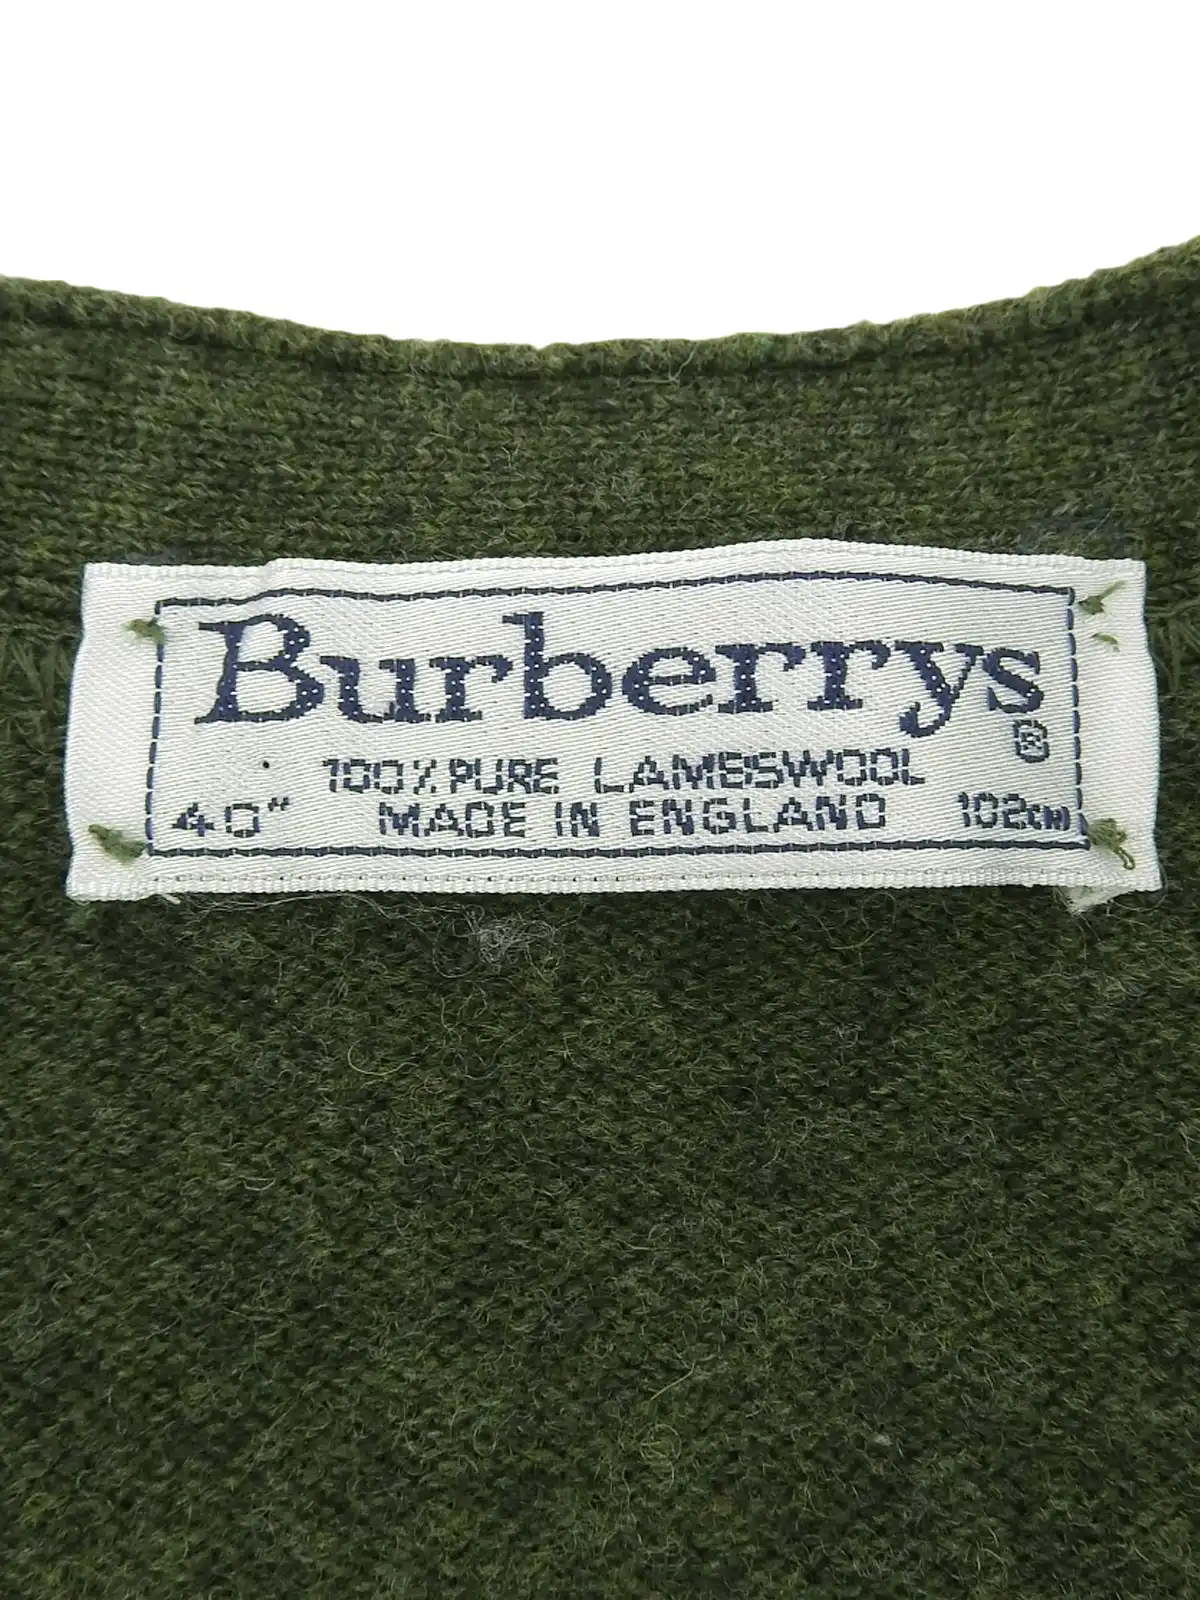 Burberrys®
100% PURE LAMBSWOOL
40" MADE IN ENGLAND 102cm